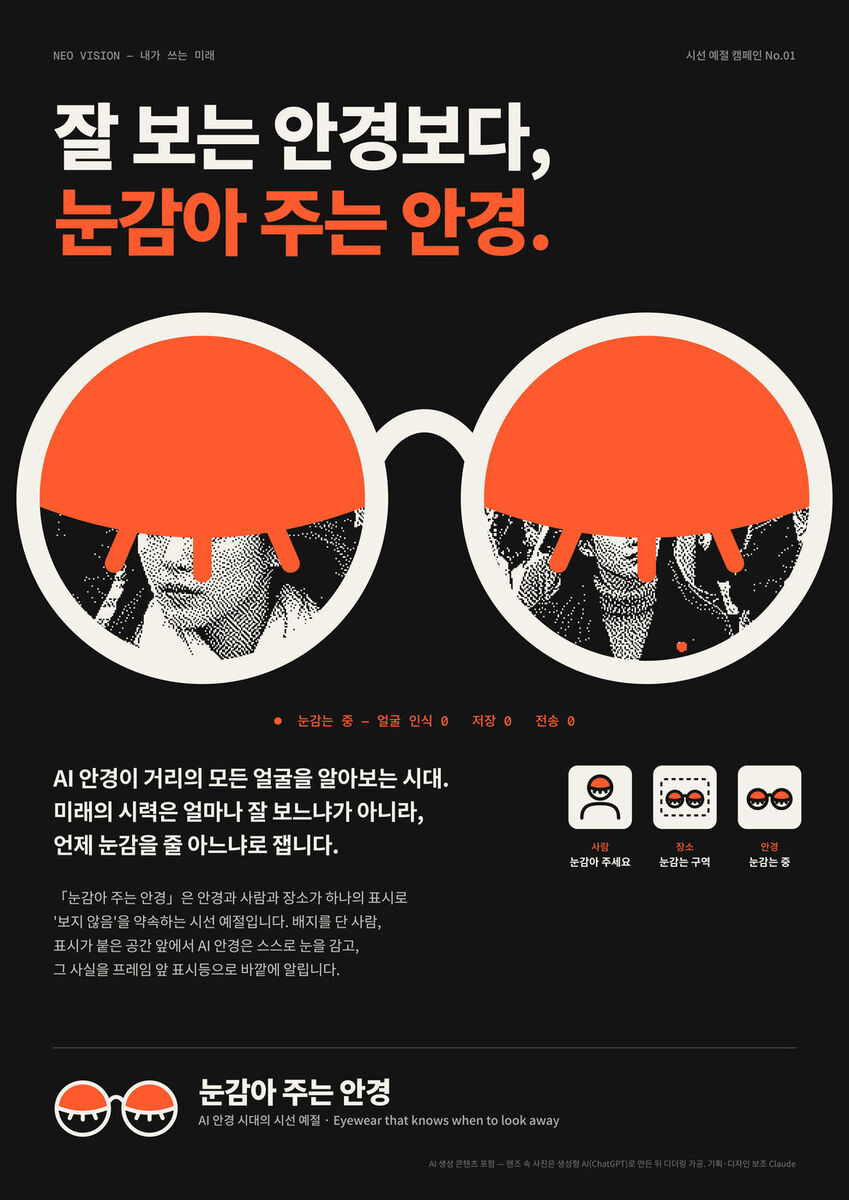 NEO VISION — 내가 쓰는 미래
시선 예절 캠페인 No.01
잘 보는 안경보다,
눈감아 주는 안경.
눈감는 중 — 얼굴 인식 0 저장 0 전송 0
AI 안경이 거리의 모든 얼굴을 알아보는 시대.
미래의 시력은 얼마나 잘 보느냐가 아니라,
언제 눈감을 줄 아느냐로 잽니다.
사람
눈감아 주세요
장소
눈감는 구역
안경
눈감는 중
「눈감아 주는 안경」은 안경과 사람과 장소가 하나의 표시로
'보지 않음'을 약속하는 시선 예절입니다. 배지를 단 사람,
표시가 붙은 공간 앞에서 AI 안경은 스스로 눈을 감고,
그 사실을 프레임 앞 표시등으로 바깥에 알립니다.
눈감아 주는 안경
AI 안경 시대의 시선 예절 · Eyewear that knows when to look away
AI 생성 콘텐츠 포함 — 렌즈 속 사진은 생성형 AI(ChatGPT)로 만든 뒤 디더링 가공. 기획·디자인 보조 Claude